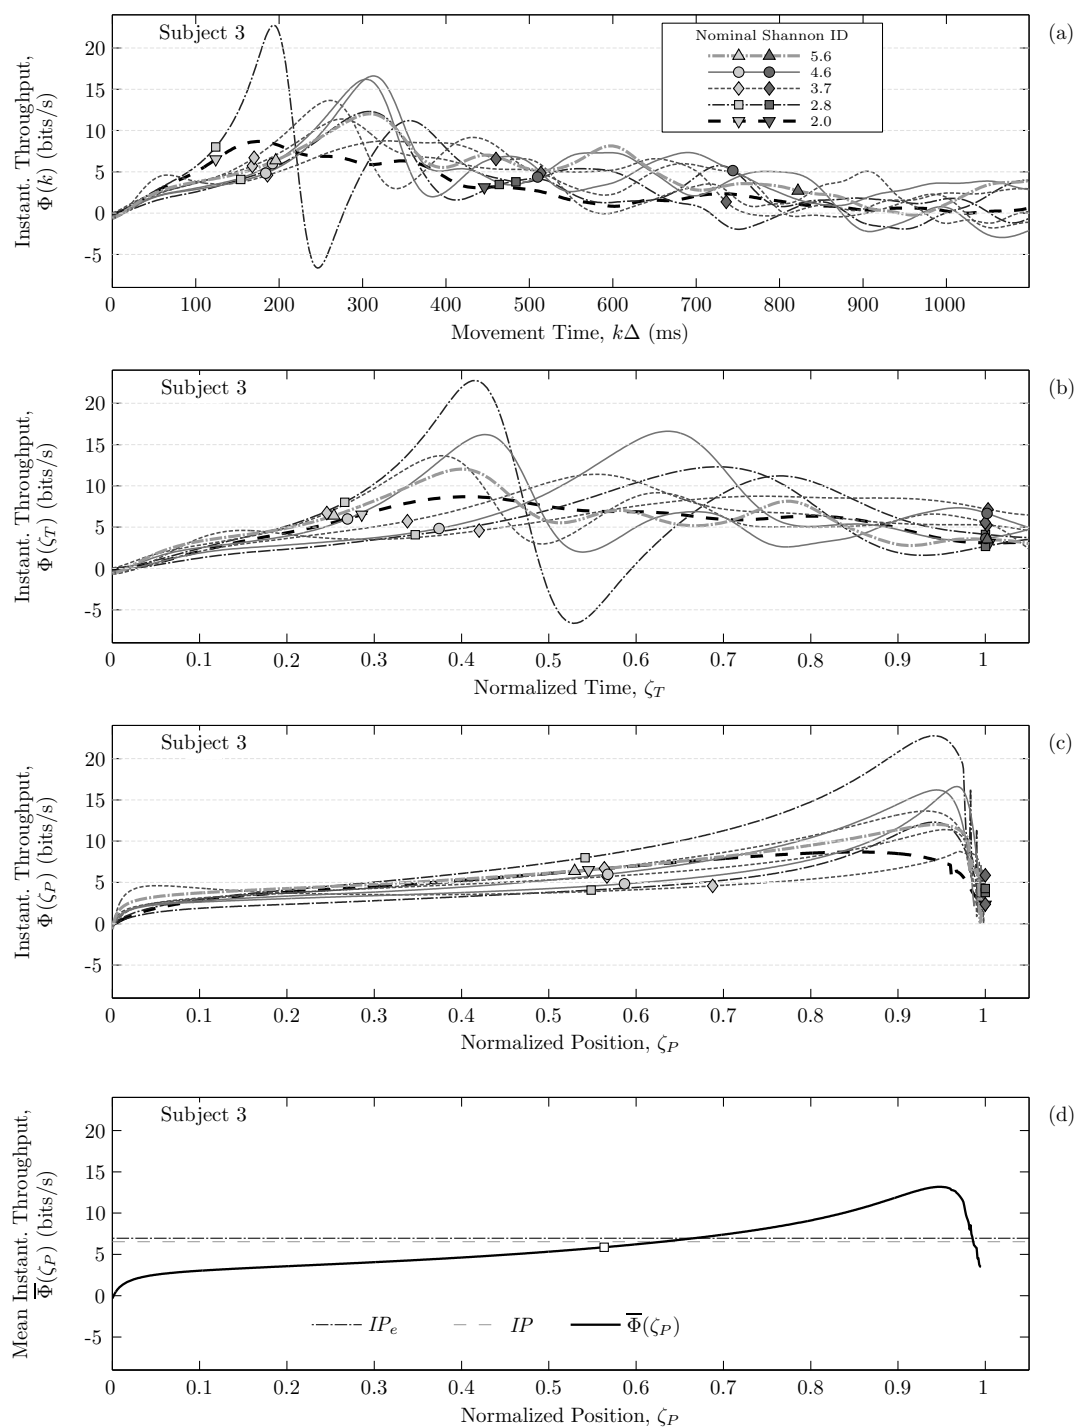 Subject 3
(a)
Nominal Shannon ID
5.6
4.6
3.7
2.8
2.0
Instant. Throughput,
Φ(k) (bits/s)
20
15
10
5
0
-5
0 100 200 300 400 500 600 700 800 900 1000
Movement Time, kΔ (ms)
Subject 3
(b)
Instant. Throughput,
Φ(ζ_T) (bits/s)
20
15
10
5
0
-5
0 0.1 0.2 0.3 0.4 0.5 0.6 0.7 0.8 0.9 1
Normalized Time, ζ_T
Subject 3
(c)
Instant. Throughput,
Φ(ζ_P) (bits/s)
20
15
10
5
0
-5
0 0.1 0.2 0.3 0.4 0.5 0.6 0.7 0.8 0.9 1
Normalized Position, ζ_P
Subject 3
(d)
Mean Instant. Throughput,
Φ̅(ζ_P) (bits/s)
20
15
10
5
0
-5
IP_e IP Φ̅(ζ_P)
0 0.1 0.2 0.3 0.4 0.5 0.6 0.7 0.8 0.9 1
Normalized Position, ζ_P